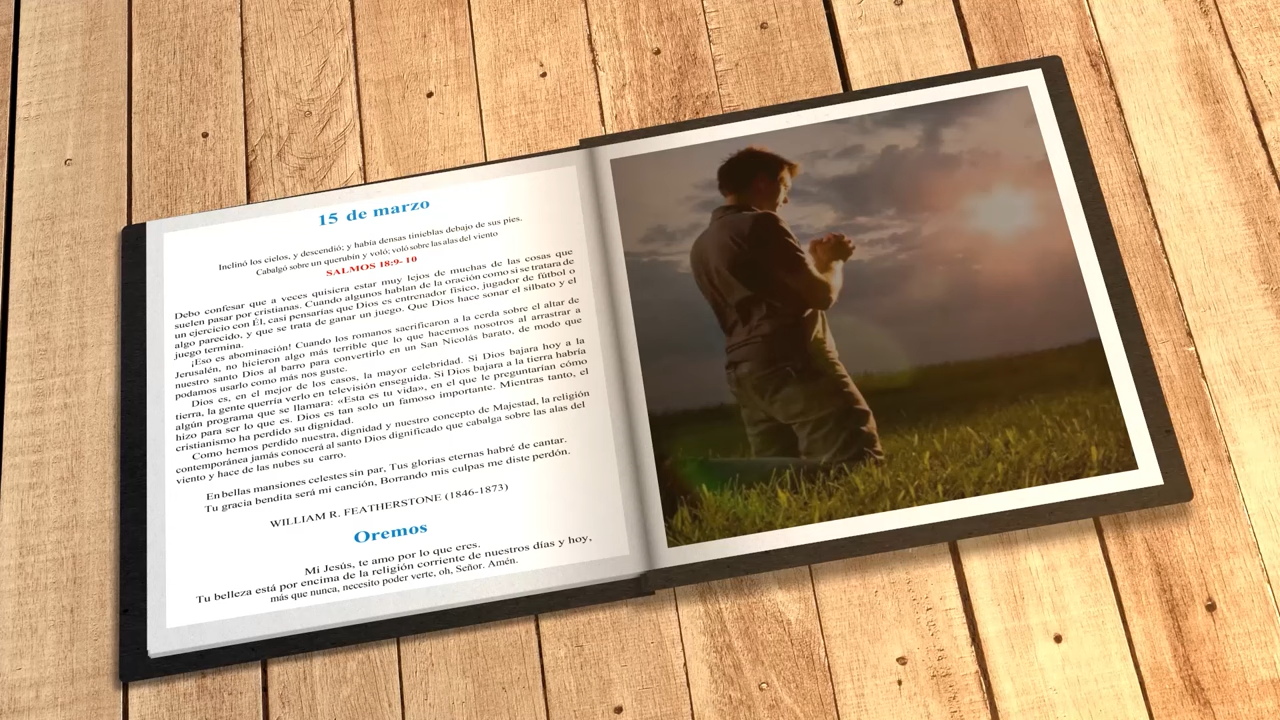 15 de marzo
Inclinó los cielos, y descendió; y había densas tinieblas debajo de sus pies.
Cabalgó sobre un querubín y voló; voló sobre las alas del viento
SALMOS 18:9- 10
Debo confesar que a veces quisiera estar muy lejos de muchas de las cosas que
suelen pasar por cristianas. Cuando algunos hablan de la oración como si se tratara de
un ejercicio con Él, casi pensarías que Dios es entrenador físico, jugador de fútbol o
algo parecido, y que se trata de ganar un juego. Que Dios hace sonar el silbato y el
juego termina.
¡Eso es abominación! Cuando los romanos sacrificaron a la cerda sobre el altar de
Jerusalén, no hicieron algo más terrible que lo que hacemos nosotros al arrastrar a
nuestro santo Dios al barro para convertirlo en un San Nicolás barato, de modo que
podamos usarlo como más nos guste.
Dios es, en el mejor de los casos, la mayor celebridad. Si Dios bajara hoy a la
tierra, la gente querría verlo en televisión enseguida. Si Dios bajara a la tierra habría
algún programa que se llamara: «Esta es tu vida», en el que le preguntarían cómo
hizo para ser lo que es. Dios es tan solo un famoso importante. Mientras tanto, el
cristianismo ha perdido su dignidad.
Como hemos perdido nuestra, dignidad y nuestro concepto de Majestad, la religión
contemporánea jamás conocerá al santo Dios dignificado que cabalga sobre las alas del
viento y hace de las nubes su carro.
En bellas mansiones celestes sin par, Tus glorias eternas habré de cantar.
Tu gracia bendita será mi canción, Borrando mis culpas me diste perdón.
WILLIAM R. FEATHERSTONE (1846-1873)
Oremos
Mi Jesús, te amo por lo que eres.
Tu belleza está por encima de la religión corriente de nuestros días y hoy,
más que nunca, necesito poder verte, oh, Señor. Amén.